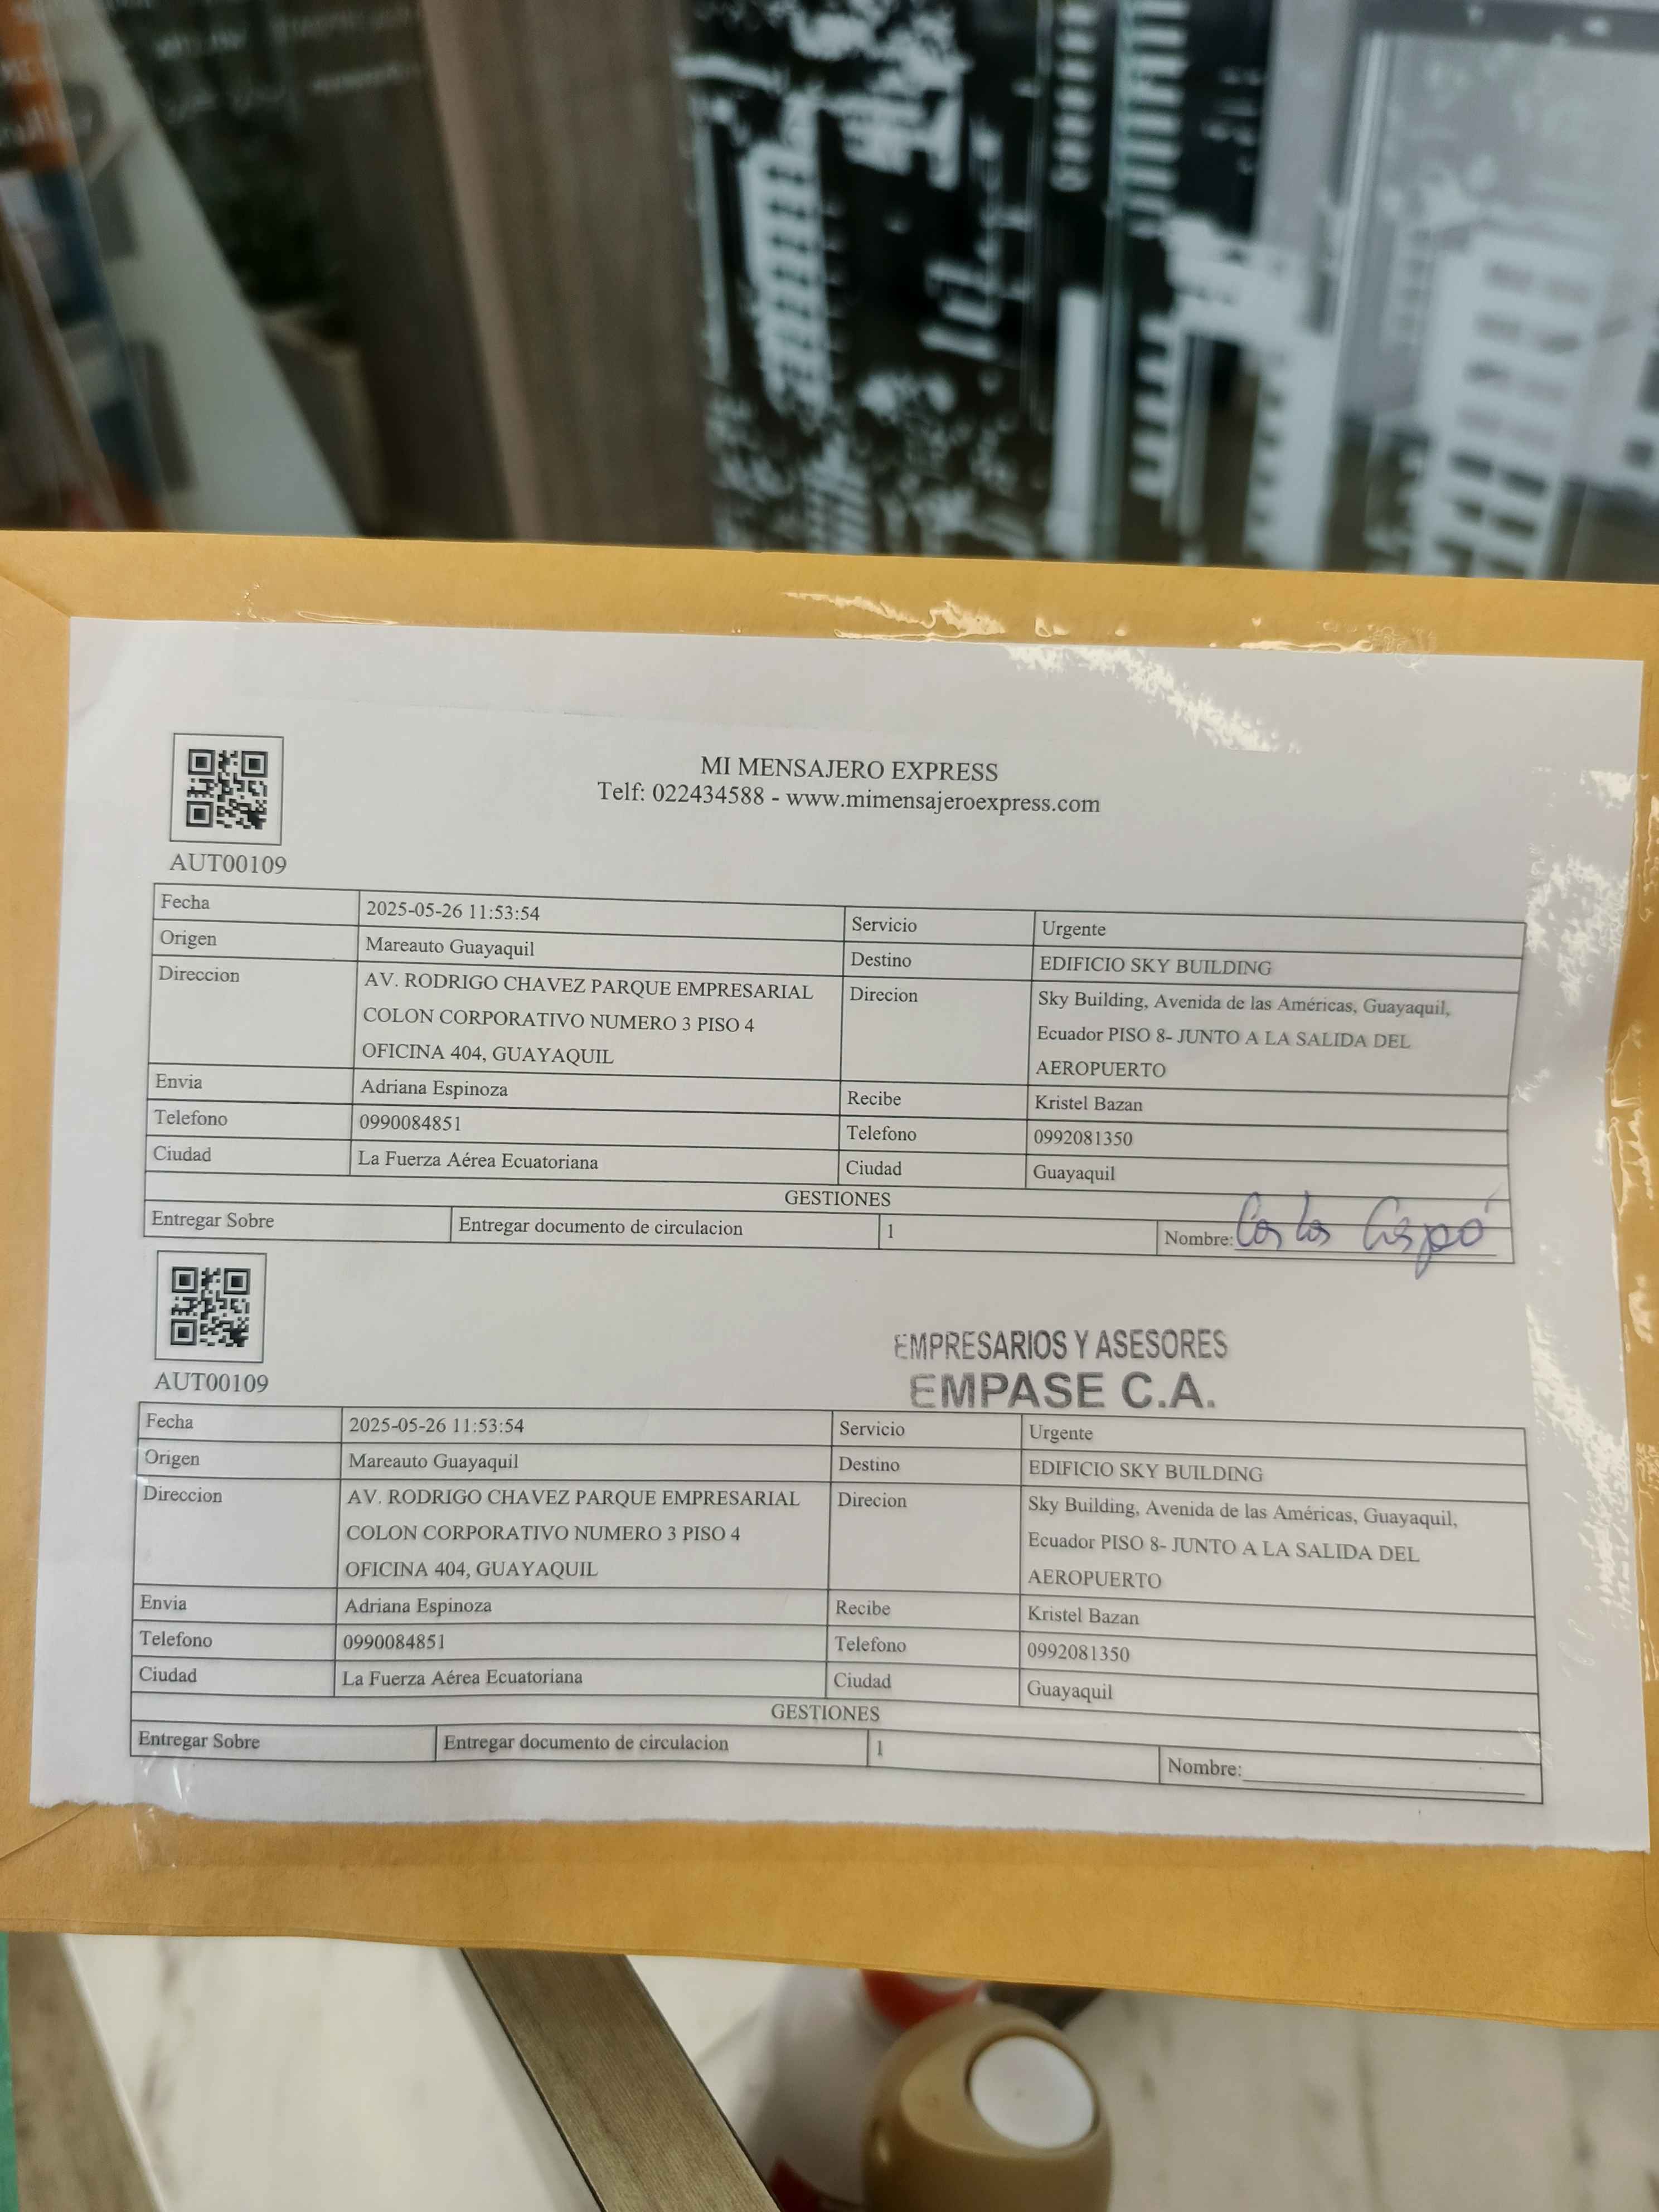 MI MENSAJERO EXPRESS
Telf: 022434588 - www.mimensajeroexpress.com
AUT00109
Fecha 2025-05-26 11:53:54 Servicio Urgente
Origen Mareauto Guayaquil Destino EDIFICIO SKY BUILDING
Direccion AV. RODRIGO CHAVEZ PARQUE EMPRESARIAL Direcion Sky Building, Avenida de las Américas, Guayaquil,
COLON CORPORATIVO NUMERO 3 PISO 4 Ecuador PISO 8- JUNTO A LA SALIDA DEL
OFICINA 404, GUAYAQUIL AEROPUERTO
Envia Adriana Espinoza Recibe Kristel Bazan
Telefono 0990084851 Telefono 0992081350
Ciudad La Fuerza Aérea Ecuatoriana Ciudad Guayaquil
GESTIONES
Entregar Sobre Entregar documento de circulacion 1 Nombre: Carlos
EMPRESARIOS Y ASESORES
EMPASE C.A.
AUT00109
Fecha 2025-05-26 11:53:54 Servicio Urgente
Origen Mareauto Guayaquil Destino EDIFICIO SKY BUILDING
Direccion AV. RODRIGO CHAVEZ PARQUE EMPRESARIAL Direcion Sky Building, Avenida de las Américas, Guayaquil,
COLON CORPORATIVO NUMERO 3 PISO 4 Ecuador PISO 8- JUNTO A LA SALIDA DEL
OFICINA 404, GUAYAQUIL AEROPUERTO
Envia Adriana Espinoza Recibe Kristel Bazan
Telefono 0990084851 Telefono 0992081350
Ciudad La Fuerza Aérea Ecuatoriana Ciudad Guayaquil
GESTIONES
Entregar Sobre Entregar documento de circulacion 1 Nombre: